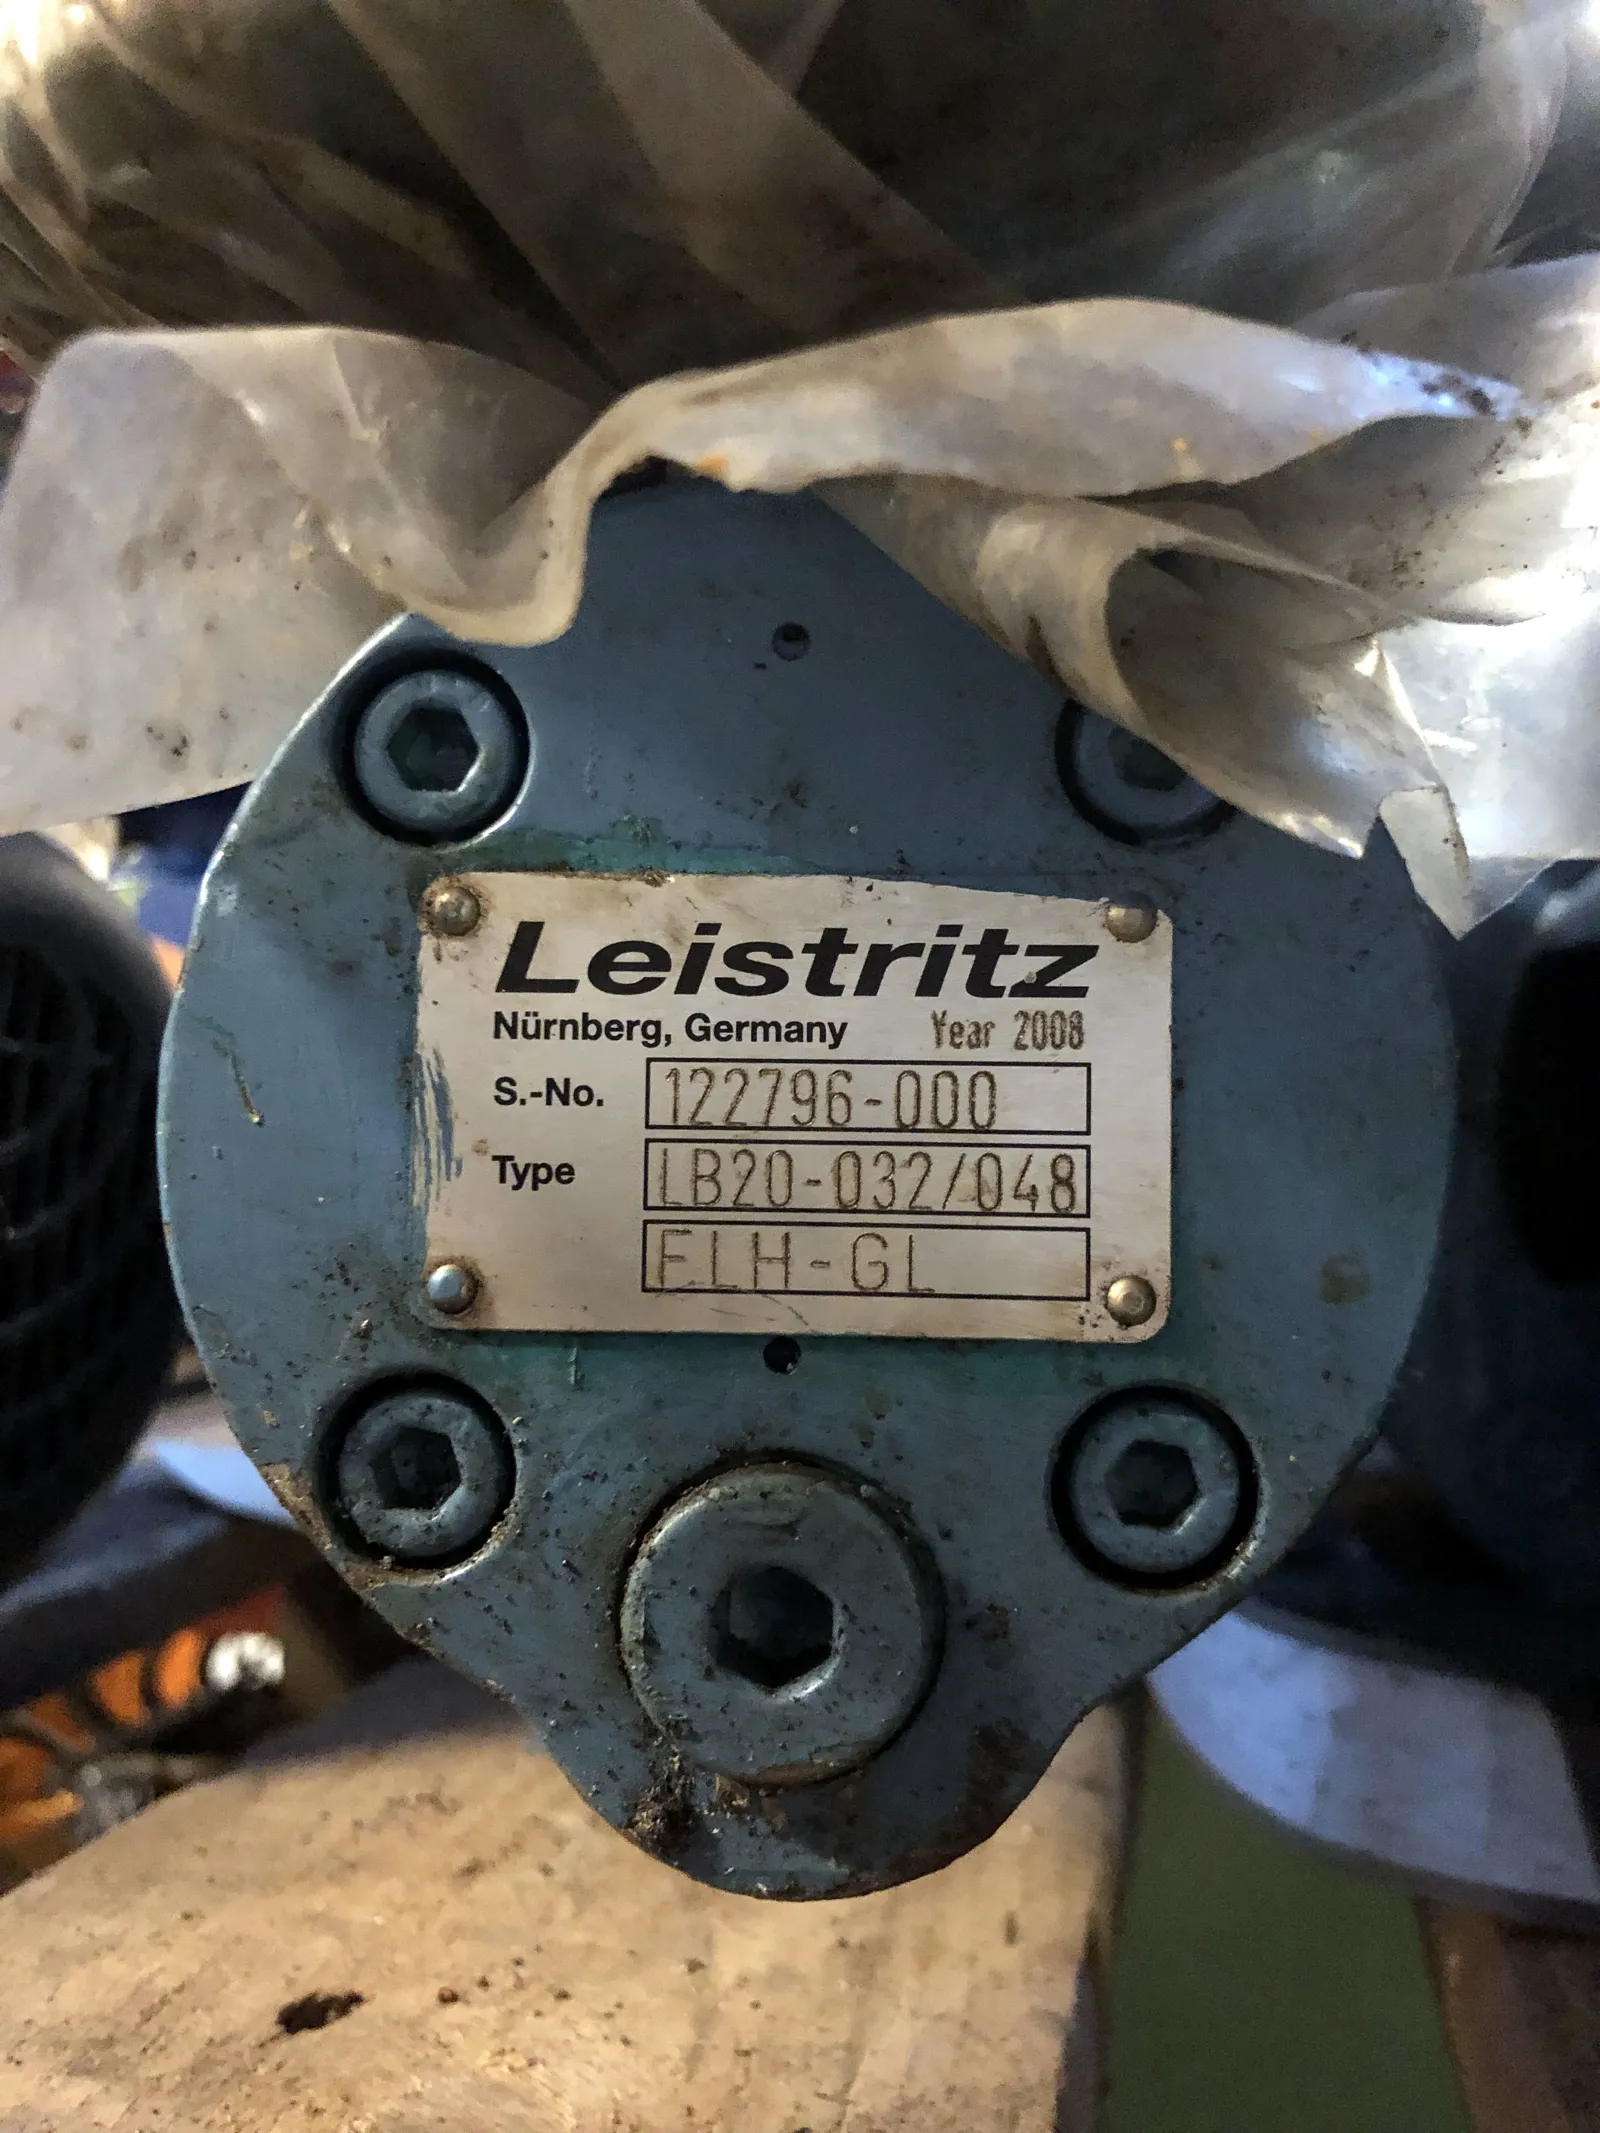 Leistritz
Nürnberg, Germany Year 2008
S.-No. 122796-000
Type LB20-032/048
FLH-GL